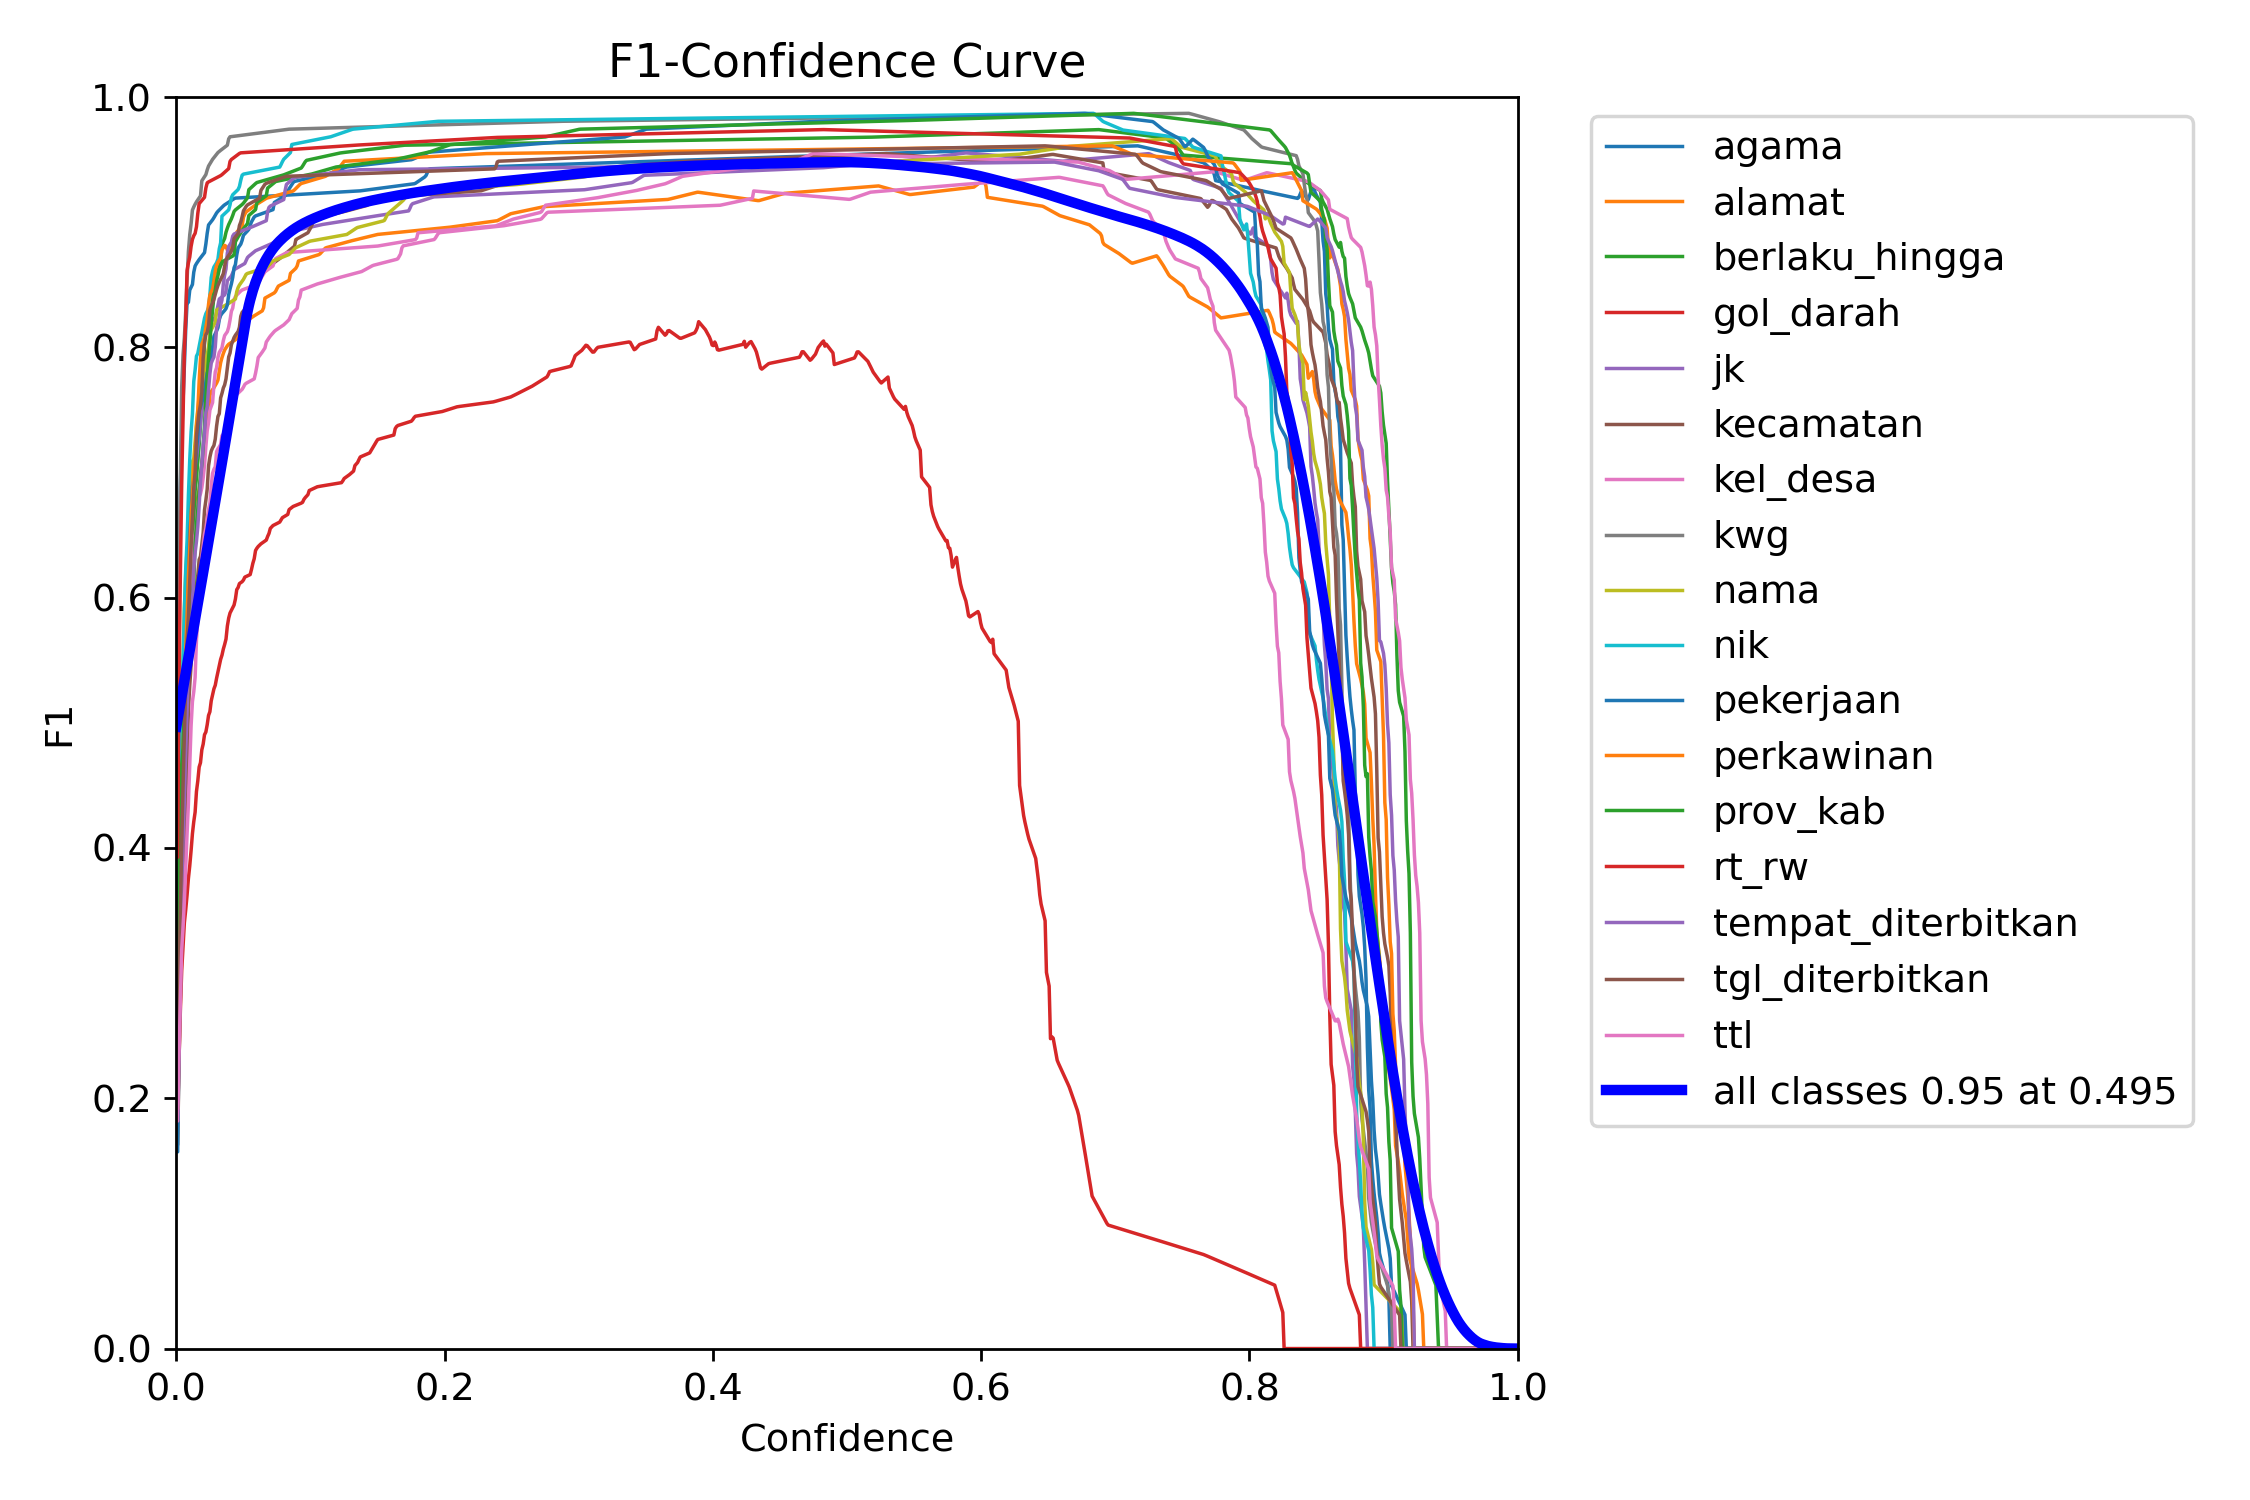 F1-Confidence Curve
1.0
0.8
0.6
0.4
0.2
0.0
F1
0.0 0.2 0.4 0.6 0.8 1.0
Confidence
agama
alamat
berlaku_hingga
gol_darah
jk
kecamatan
kel_desa
kwg
nama
nik
pekerjaan
perkawinan
prov_kab
rt_rw
tempat_diterbitkan
tgl_diterbitkan
ttl
all classes 0.95 at 0.495